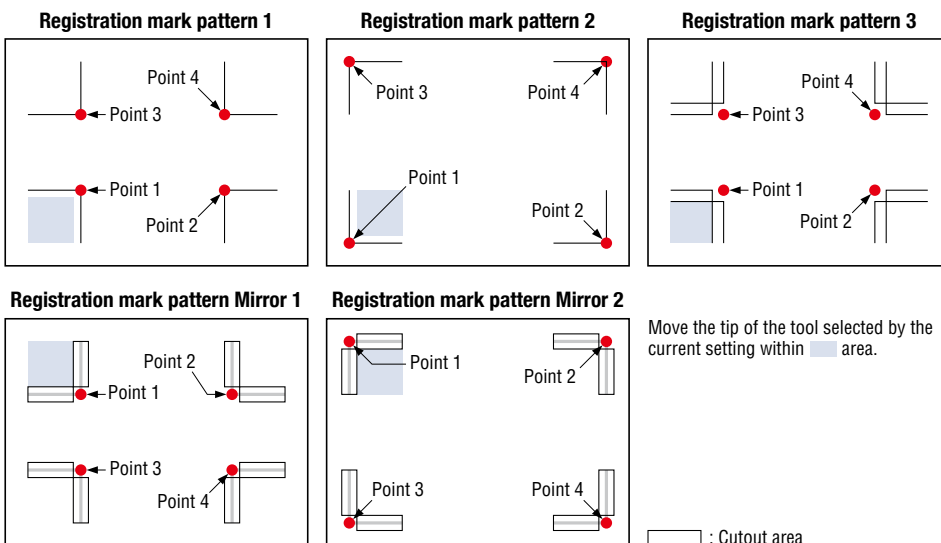 Registration mark pattern 1
Registration mark pattern 2
Registration mark pattern 3
Point 4
Point 3
Point 1
Point 2
Point 3
Point 4
Point 1
Point 2
Point 4
Point 3
Point 1
Point 2
Registration mark pattern Mirror 1
Registration mark pattern Mirror 2
Point 2
Point 1
Point 3
Point 4
Point 1
Point 2
Point 3
Point 4
Move the tip of the tool selected by the
current setting within area.
: Cutout area